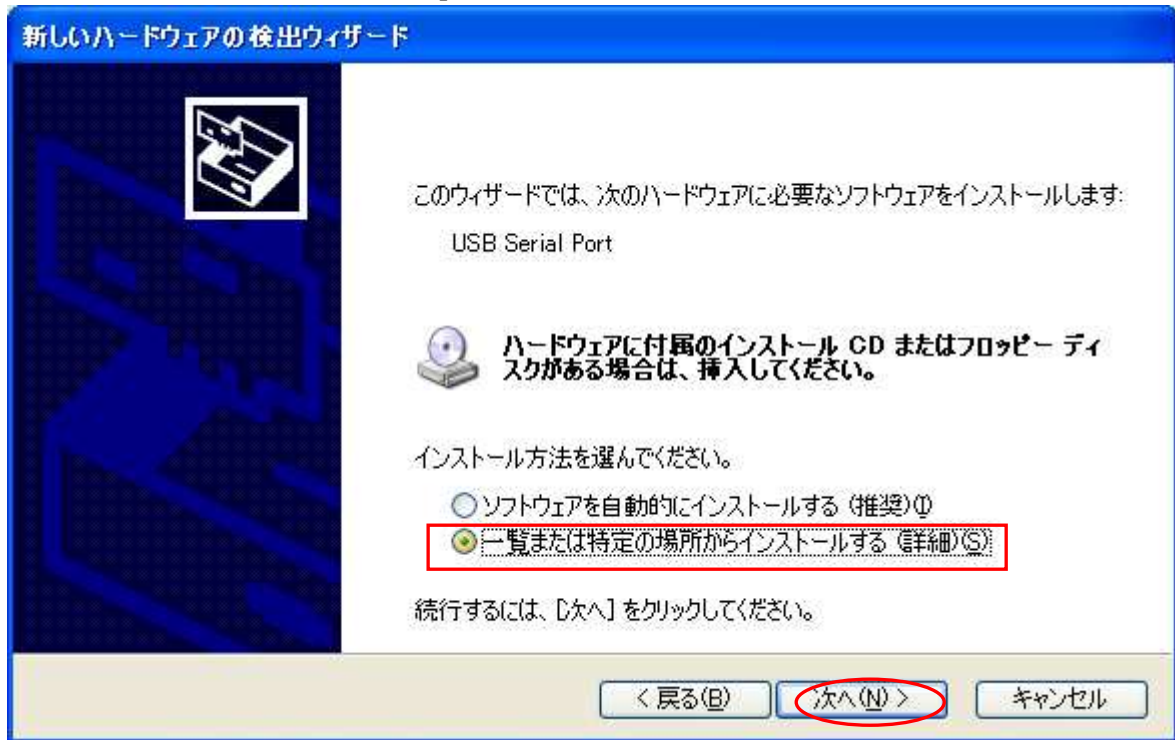 新しいハードウェアの検出ウィザード
このウィザードでは、次のハードウェアに必要なソフトウェアをインストールします:
USB Serial Port
ハードウェアに付属のインストール CD またはフロッピー ディ
スクがある場合は、挿入してください。
インストール方法を選んでください。
ソフトウェアを自動的にインストールする (推奨)(I)
一覧または特定の場所からインストールする (詳細)(S)
続行するには、[次へ] をクリックしてください。
< 戻る(B) 次へ(N) > キャンセル